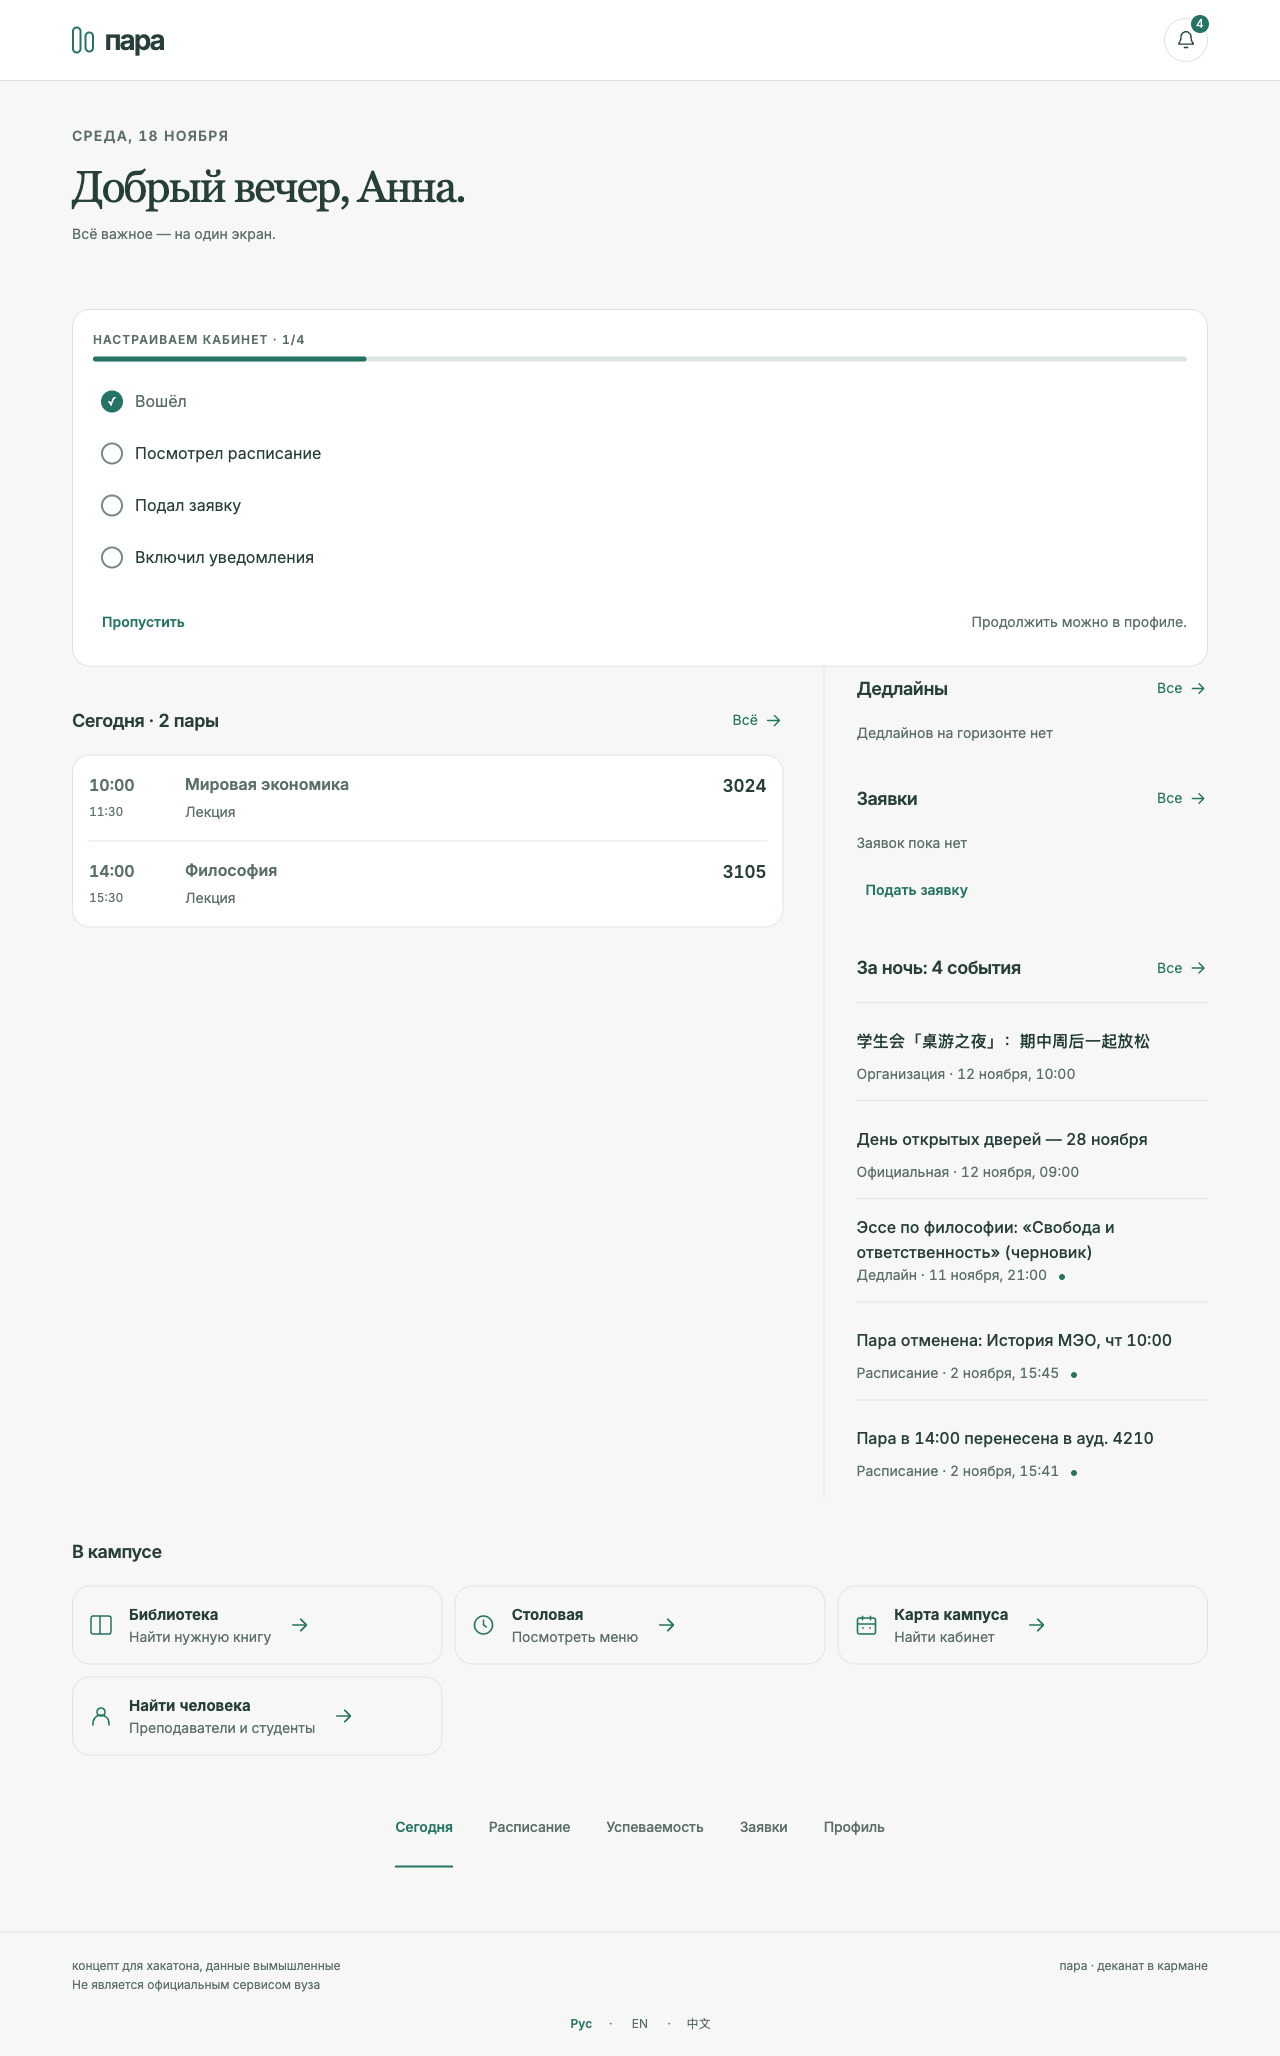 пара
4
СРЕДА, 18 НОЯБРЯ
Добрый вечер, Анна.
Всё важное — на один экран.
НАСТРАИВАЕМ КАБИНЕТ · 1/4
Вошёл
Посмотрел расписание
Подал заявку
Включил уведомления
Пропустить
Продолжить можно в профиле.
Сегодня · 2 пары
Всё →
10:00 Мировая экономика 3024
11:30 Лекция
14:00 Философия 3105
15:30 Лекция
Дедлайны
Все →
Дедлайнов на горизонте нет
Заявки
Все →
Заявок пока нет
Подать заявку
За ночь: 4 события
Все →
学生会「桌游之夜」：期中周后一起放松
Организация · 12 ноября, 10:00
День открытых дверей — 28 ноября
Официальная · 12 ноября, 09:00
Эссе по философии: «Свобода и
ответственность» (черновик)
Дедлайн · 11 ноября, 21:00
Пара отменена: История МЭО, чт 10:00
Расписание · 2 ноября, 15:45
Пара в 14:00 перенесена в ауд. 4210
Расписание · 2 ноября, 15:41
В кампусе
Библиотека
Найти нужную книгу
Столовая
Посмотреть меню
Карта кампуса
Найти кабинет
Найти человека
Преподаватели и студенты
Сегодня Расписание Успеваемость Заявки Профиль
концепт для хакатона, данные вымышленные
Не является официальным сервисом вуза
пара · деканат в кармане
Рус · EN · 中文